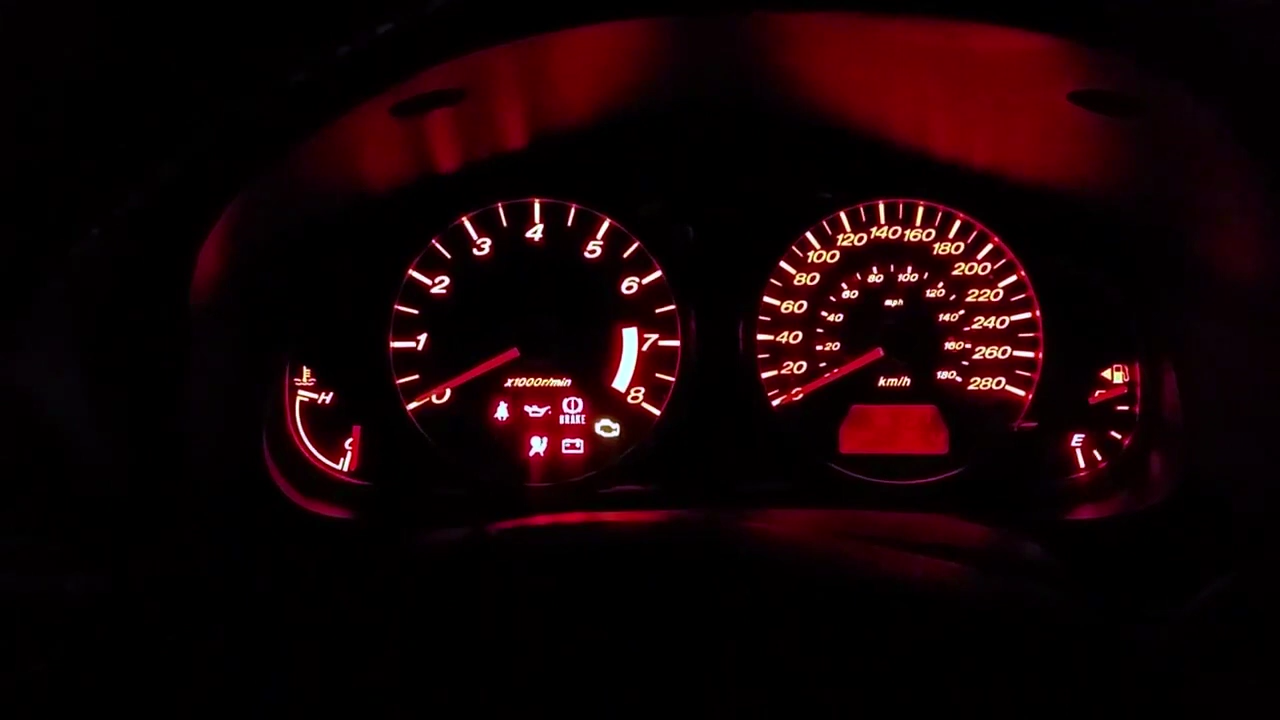 0 1 2 3 4 5 6 7 8
x1000r/min
BRAKE
0 20 40 60 80 100 120 140 160 180 200 220 240 260 280
20 40 60 80 100 120 140 160 180
mph
km/h
H
C
E